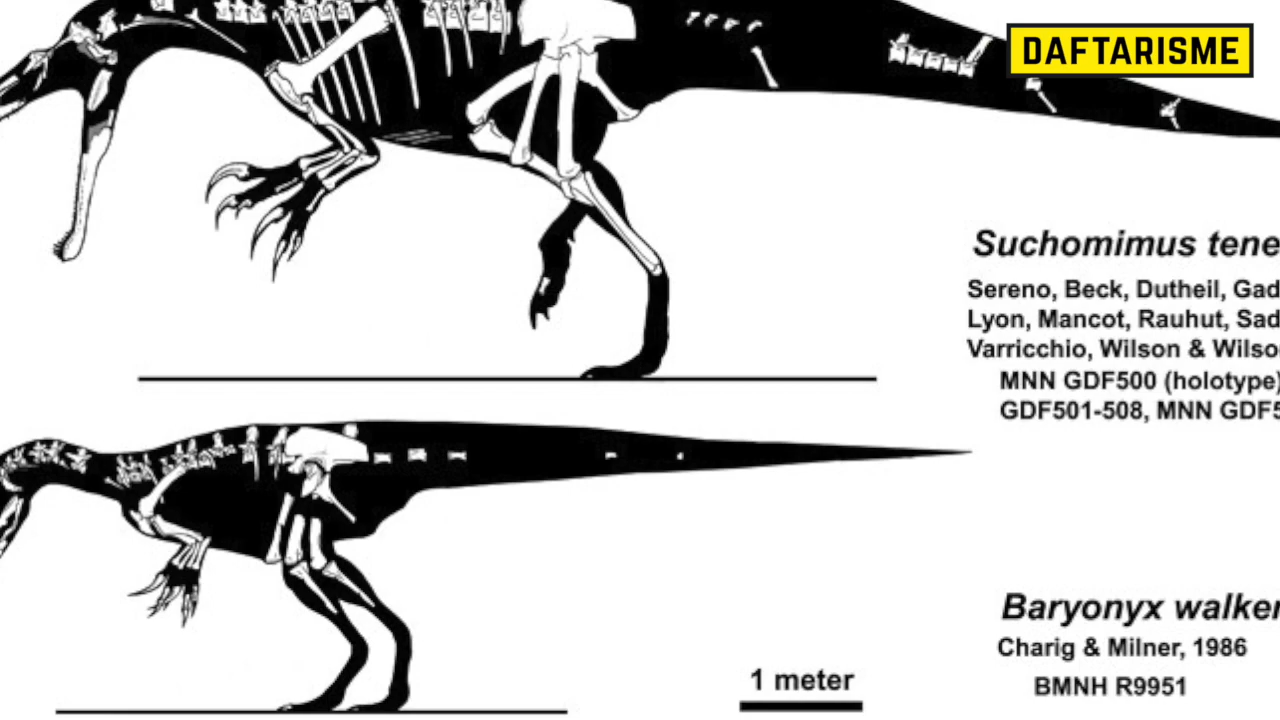 DAFTARISME
Suchomimus tene
Sereno, Beck, Dutheil, Gad
Lyon, Mancot, Rauhut, Sad
Varricchio, Wilson & Wilso
MNN GDF500 (holotype)
GDF501-508, MNN GDF5
Baryonyx walker
Charig & Milner, 1986
BMNH R9951
1 meter